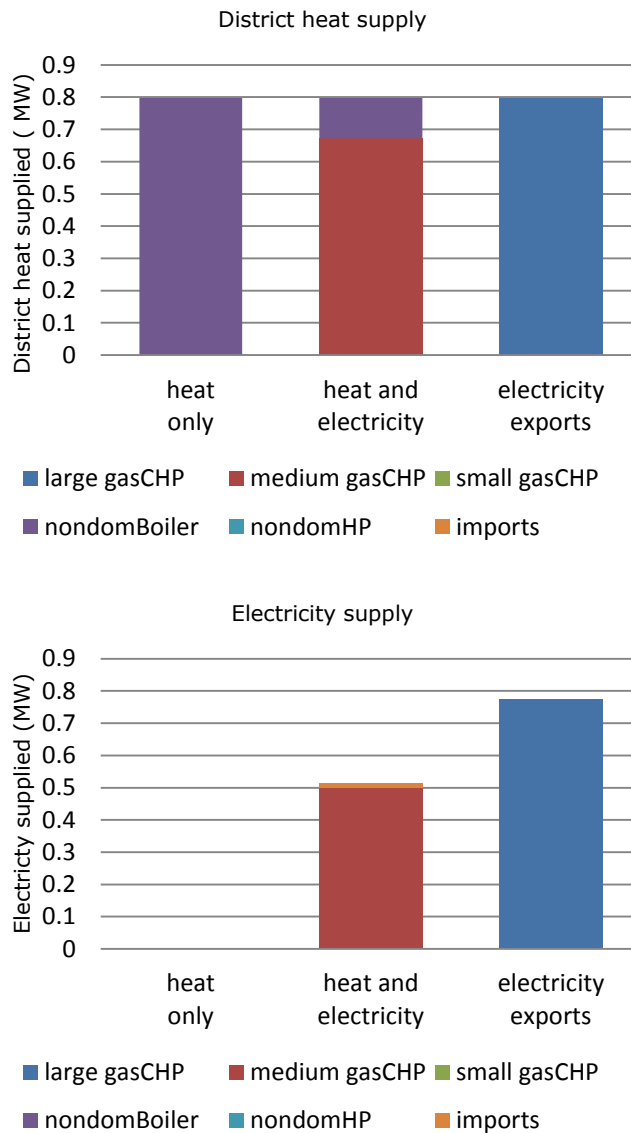 District heat supply
District heat supplied ( MW)
0.9
0.8
0.7
0.6
0.5
0.4
0.3
0.2
0.1
0
heat only
heat and electricity
electricity exports
large gasCHP medium gasCHP small gasCHP
nondomBoiler nondomHP imports
Electricity supply
Electricty supplied (MW)
0.9
0.8
0.7
0.6
0.5
0.4
0.3
0.2
0.1
0
heat only
heat and electricity
electricity exports
large gasCHP medium gasCHP small gasCHP
nondomBoiler nondomHP imports